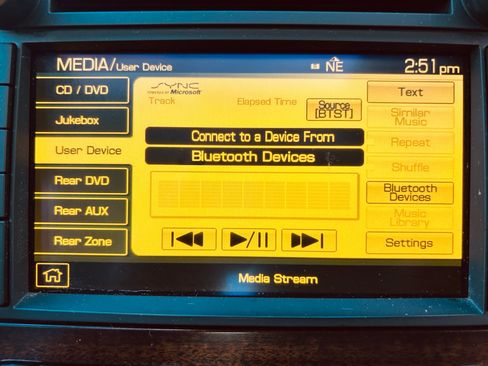 MEDIA/User Device
NE
2:51pm
CD / DVD
Jukebox
User Device
Rear DVD
Rear AUX
Rear Zone
SYNC
POWERED BY Microsoft
Track
Elapsed Time
Source
[BTST]
Connect to a Device From
Bluetooth Devices
Text
Similar
Music
Repeat
Shuffle
Bluetooth
Devices
Music
Library
Settings
Media Stream